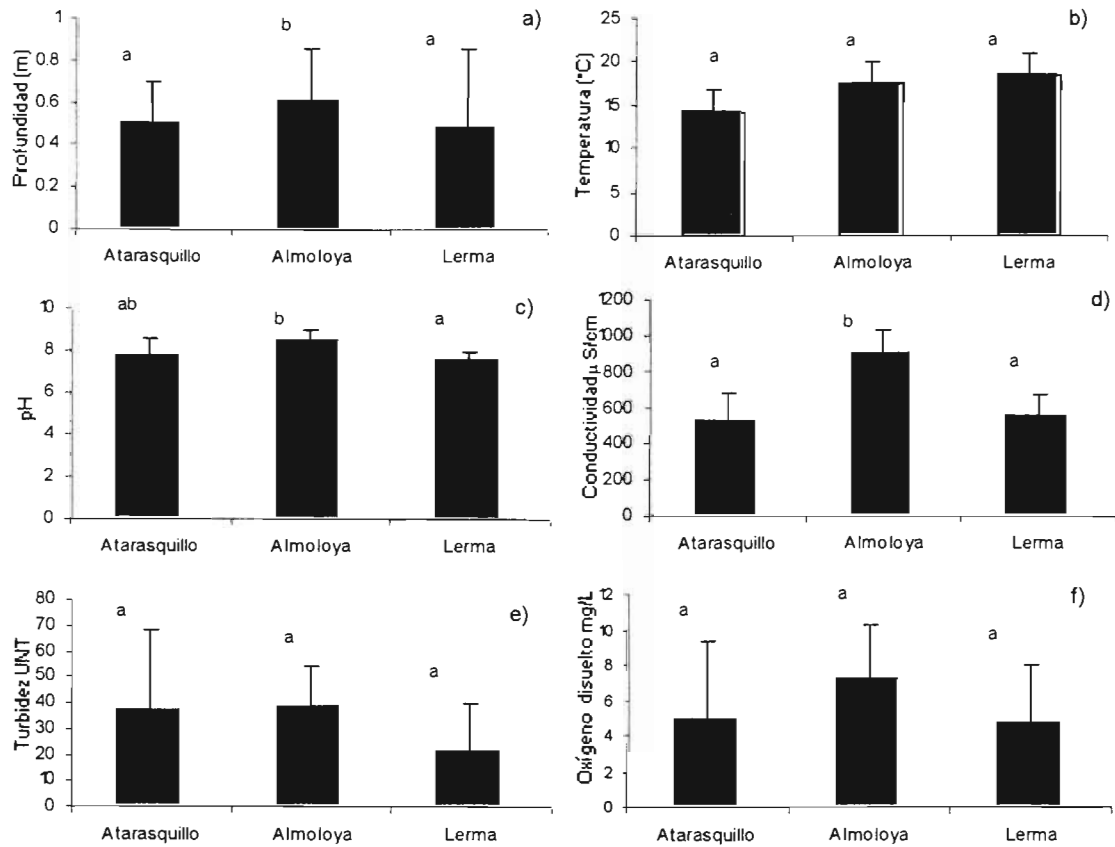 a)
Profundidad (m)
1
0.8
0.6
0.4
0.2
0
a
b
a
Atarasquillo Almoloya Lerma
b)
Temperatura (°C)
25
20
15
10
5
0
a
a
a
Atarasquillo Almoloya Lerma
c)
pH
10
8
6
4
2
0
ab
b
a
Atarasquillo Almoloya Lerma
d)
Conductividad µ S/cm
1200
1000
800
600
400
200
0
a
b
a
Atarasquillo Almoloya Lerma
e)
Turbidez UNT
80
70
60
50
40
30
20
10
0
a
a
a
Atarasquillo Almoloya Lerma
f)
Oxígeno disuelto mg/L
12
10
8
6
4
2
0
a
a
a
Atarasquillo Almoloya Lerma